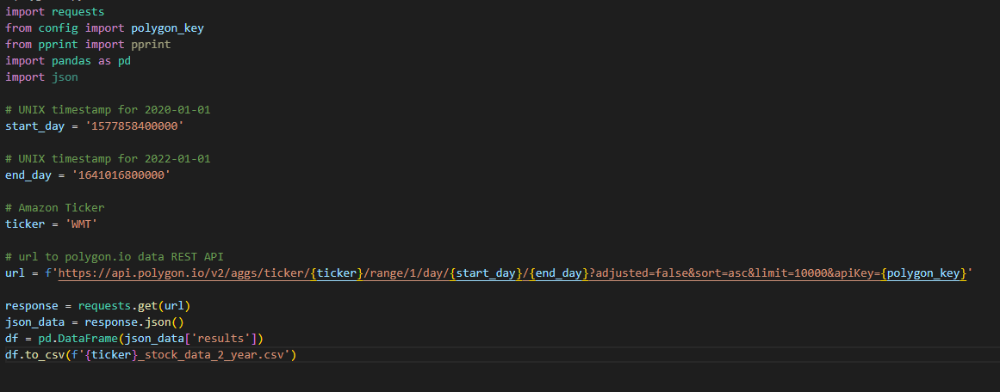 import requests
from config import polygon_key
from pprint import pprint
import pandas as pd
import json
# UNIX timestamp for 2020-01-01
start_day = '1577858400000'
# UNIX timestamp for 2022-01-01
end_day = '1641016800000'
# Amazon Ticker
ticker = 'WMT'
# url to polygon.io data REST API
url = f'https://api.polygon.io/v2/aggs/ticker/{ticker}/range/1/day/{start_day}/{end_day}?adjusted=false&sort=asc&limit=10000&apiKey={polygon_key}'
response = requests.get(url)
json_data = response.json()
df = pd.DataFrame(json_data['results'])
df.to_csv(f'{ticker}_stock_data_2_year.csv')